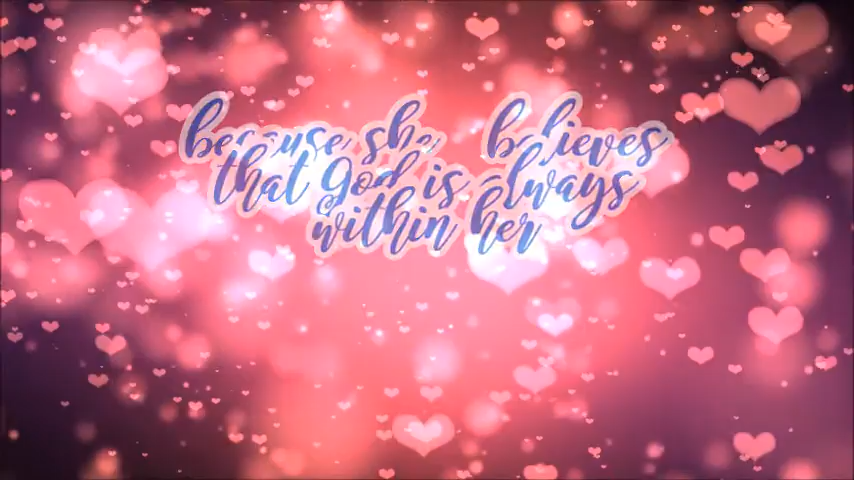 because she believes
that God is always
within her